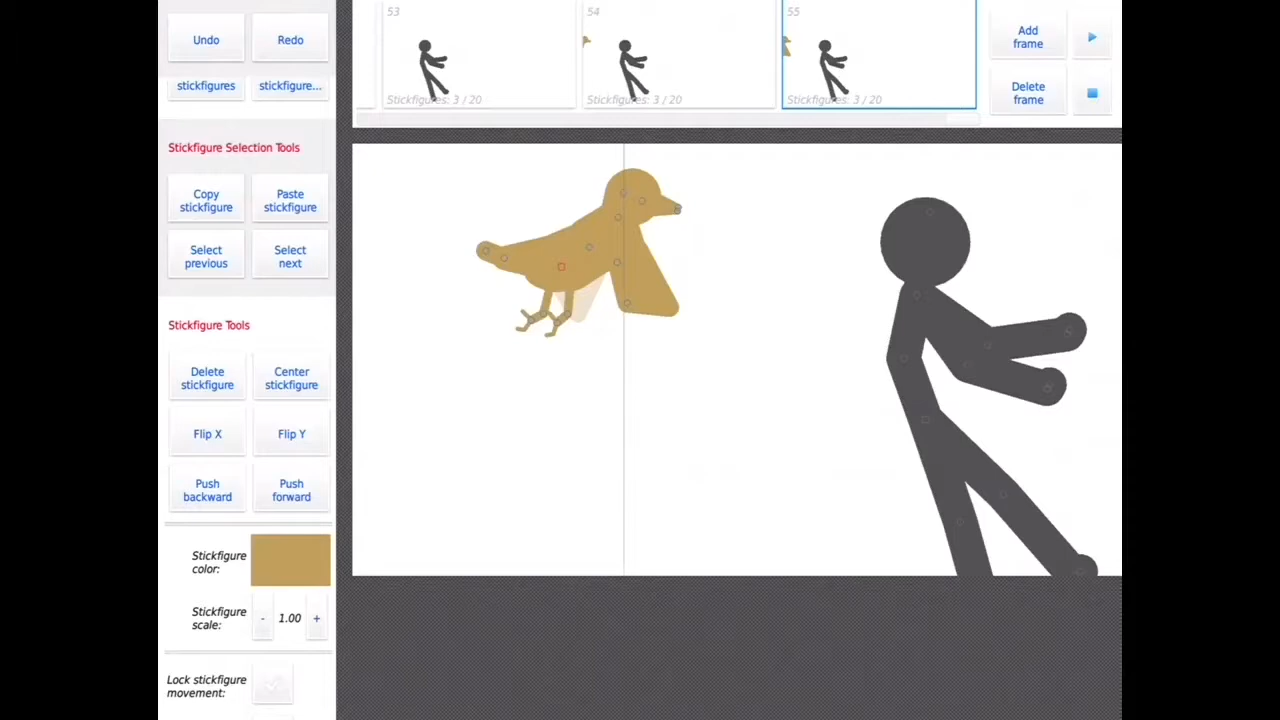 Undo
Redo
stickfigures
stickfigure...
Stickfigure Selection Tools
Copy
stickfigure
Paste
stickfigure
Select
previous
Select
next
Stickfigure Tools
Delete
stickfigure
Center
stickfigure
Flip X
Flip Y
Push
backward
Push
forward
Stickfigure
color:
Stickfigure
scale:
-
1.00
+
Lock stickfigure
movement:
53
Stickfigures: 3 / 20
54
Stickfigures: 3 / 20
55
Stickfigures: 3 / 20
Add
frame
Delete
frame